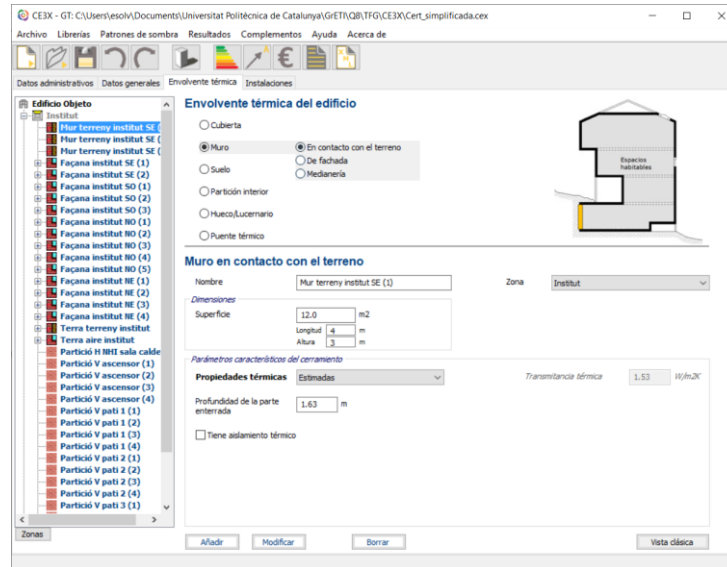 CE3X - GT: C:\Users\esolv\Documents\Universitat Politècnica de Catalunya\GrETI\Q8\TFG\CE3X\Cert_simplificada.cex
Archivo Librerías Patrones de sombra Resultados Complementos Ayuda Acerca de
Datos administrativos Datos generales Envolvente térmica Instalaciones
Edificio Objeto
Institut
Mur terreny institut SE (
Mur terreny institut SE (
Mur terreny institut SE (
Façana institut SE (1)
Façana institut SE (2)
Façana institut SO (1)
Façana institut SO (2)
Façana institut SO (3)
Façana institut NO (1)
Façana institut NO (2)
Façana institut NO (3)
Façana institut NO (4)
Façana institut NO (5)
Façana institut NE (1)
Façana institut NE (2)
Façana institut NE (3)
Façana institut NE (4)
Terra terreny institut
Terra aire institut
Partició H NHI sala calde
Partició V ascensor (1)
Partició V ascensor (2)
Partició V ascensor (3)
Partició V ascensor (4)
Partició V pati 1 (1)
Partició V pati 1 (2)
Partició V pati 1 (3)
Partició V pati 1 (4)
Partició V pati 2 (1)
Partició V pati 2 (2)
Partició V pati 2 (3)
Partició V pati 2 (4)
Partició V pati 3 (1)
Zonas
Envolvente térmica del edificio
Cubierta
Muro
En contacto con el terreno
De fachada
Medianería
Suelo
Partición interior
Hueco/Lucernario
Puente térmico
Espacios
habitables
Muro en contacto con el terreno
Nombre Mur terreny institut SE (1) Zona Institut
Dimensiones
Superficie 12.0 m2
Longitud 4 m
Altura 3 m
Parámetros característicos del cerramiento
Propiedades térmicas Estimadas Transmitancia térmica 1.53 W/m2K
Profundidad de la parte
enterrada 1.63 m
Tiene aislamiento térmico
Añadir Modificar Borrar Vista clásica